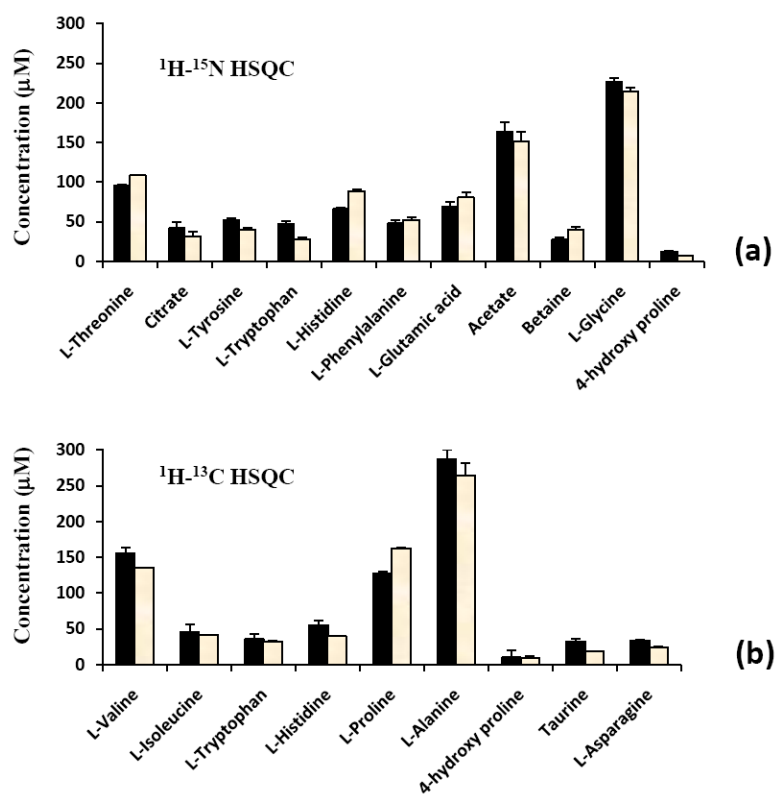 300
¹H-¹⁵N HSQC
250
200
150
100
50
0
Concentration (μM)
L-Threonine
Citrate
L-Tyrosine
L-Tryptophan
L-Histidine
L-Phenylalanine
L-Glutamic acid
Acetate
Betaine
L-Glycine
4-hydroxy proline
(a)
300
¹H-¹³C HSQC
250
200
150
100
50
0
Concentration (μM)
L-Valine
L-Isoleucine
L-Tryptophan
L-Histidine
L-Proline
L-Alanine
4-hydroxy proline
Taurine
L-Asparagine
(b)